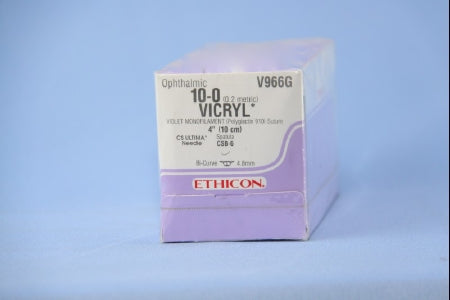 Ophthalmic V966G
10-0 (0.2 metric)
VICRYL*
VIOLET MONOFILAMENT (Polyglactin 910) Suture
4" (10 cm)
CS ULTIMA* Spatula
Needle CSB-6
Bi-Curve 4.8mm
ETHICON.